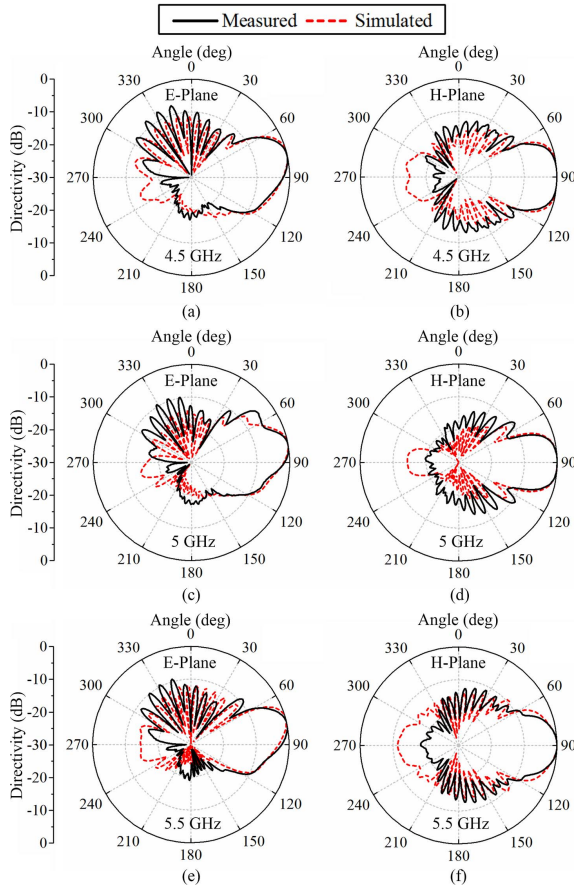 Measured Simulated
Angle (deg) Angle (deg)
0 0
330 30 330 30
E-Plane H-Plane
300 60 300 60
270 90 270 90
240 120 240 120
4.5 GHz 4.5 GHz
210 150 210 150
180 180
Directivity (dB)
0
-10
-20
-30
-20
-10
0
(a) (b)
Angle (deg) Angle (deg)
0 0
330 30 330 30
E-Plane H-Plane
300 60 300 60
270 90 270 90
240 120 240 120
5 GHz 5 GHz
210 150 210 150
180 180
Directivity (dB)
0
-10
-20
-30
-20
-10
0
(c) (d)
Angle (deg) Angle (deg)
0 0
330 30 330 30
E-Plane H-Plane
300 60 300 60
270 90 270 90
240 120 240 120
5.5 GHz 5.5 GHz
210 150 210 150
180 180
Directivity (dB)
0
-10
-20
-30
-20
-10
0
(e) (f)